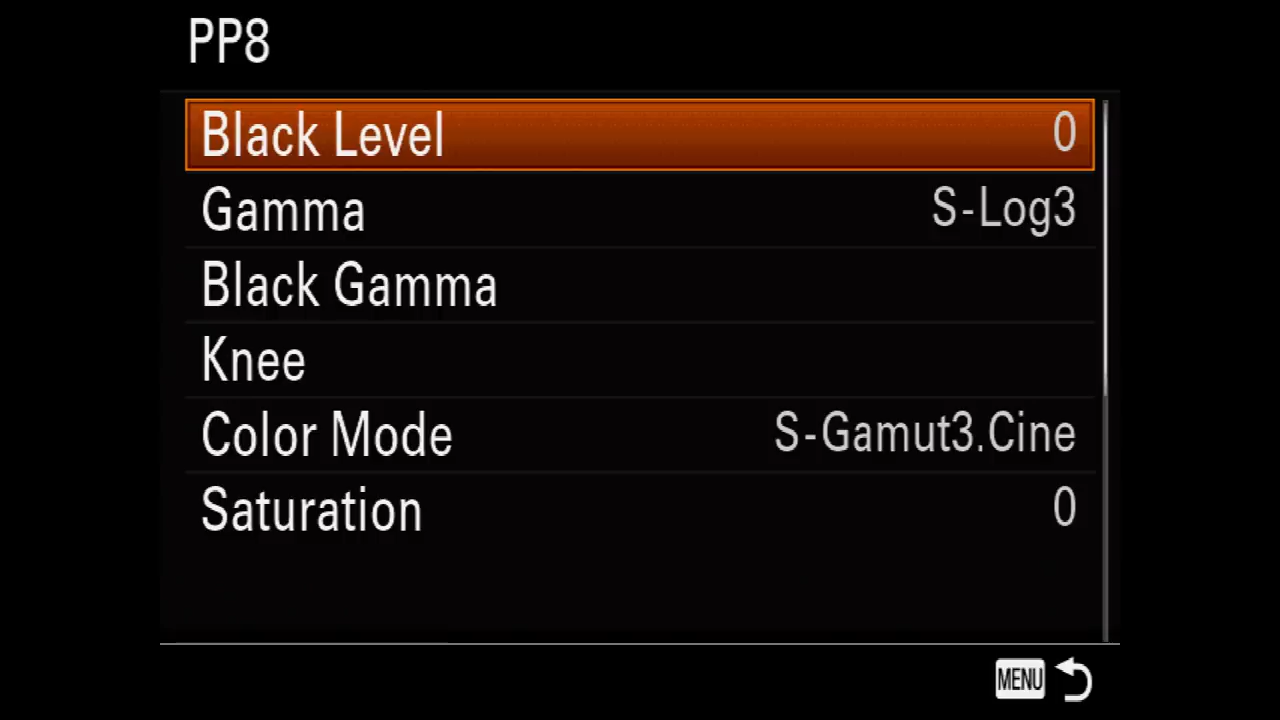 PP8
Black Level 0
Gamma S-Log3
Black Gamma
Knee
Color Mode S-Gamut3.Cine
Saturation 0
MENU